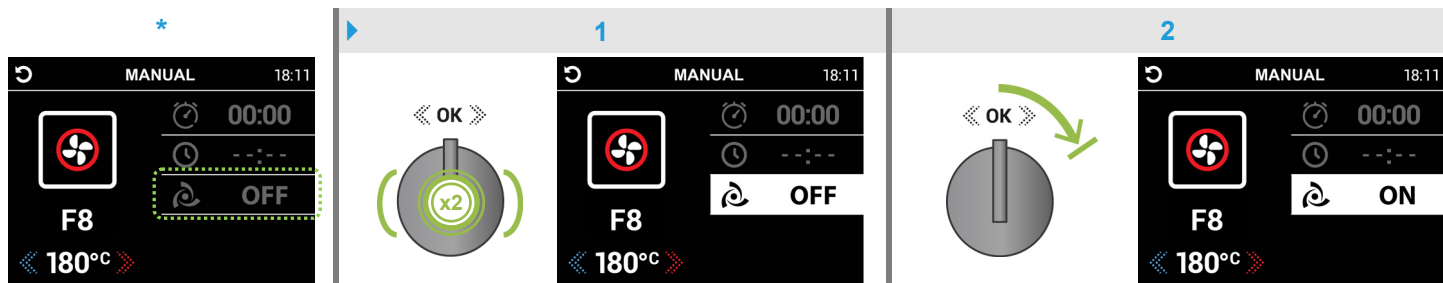 *
1
2
MANUAL 18:11
00:00
--:--
OFF
F8
180°C
OK
x2
MANUAL 18:11
00:00
--:--
OFF
F8
180°C
OK
MANUAL 18:11
00:00
--:--
ON
F8
180°C